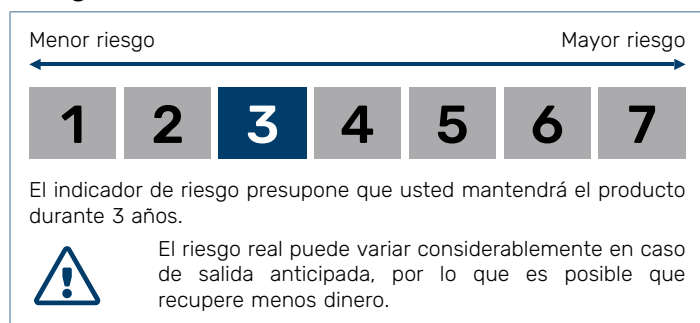 Menor riesgo Mayor riesgo
1 2 3 4 5 6 7
El indicador de riesgo presupone que usted mantendrá el producto
durante 3 años.
El riesgo real puede variar considerablemente en caso
de salida anticipada, por lo que es posible que
recupere menos dinero.